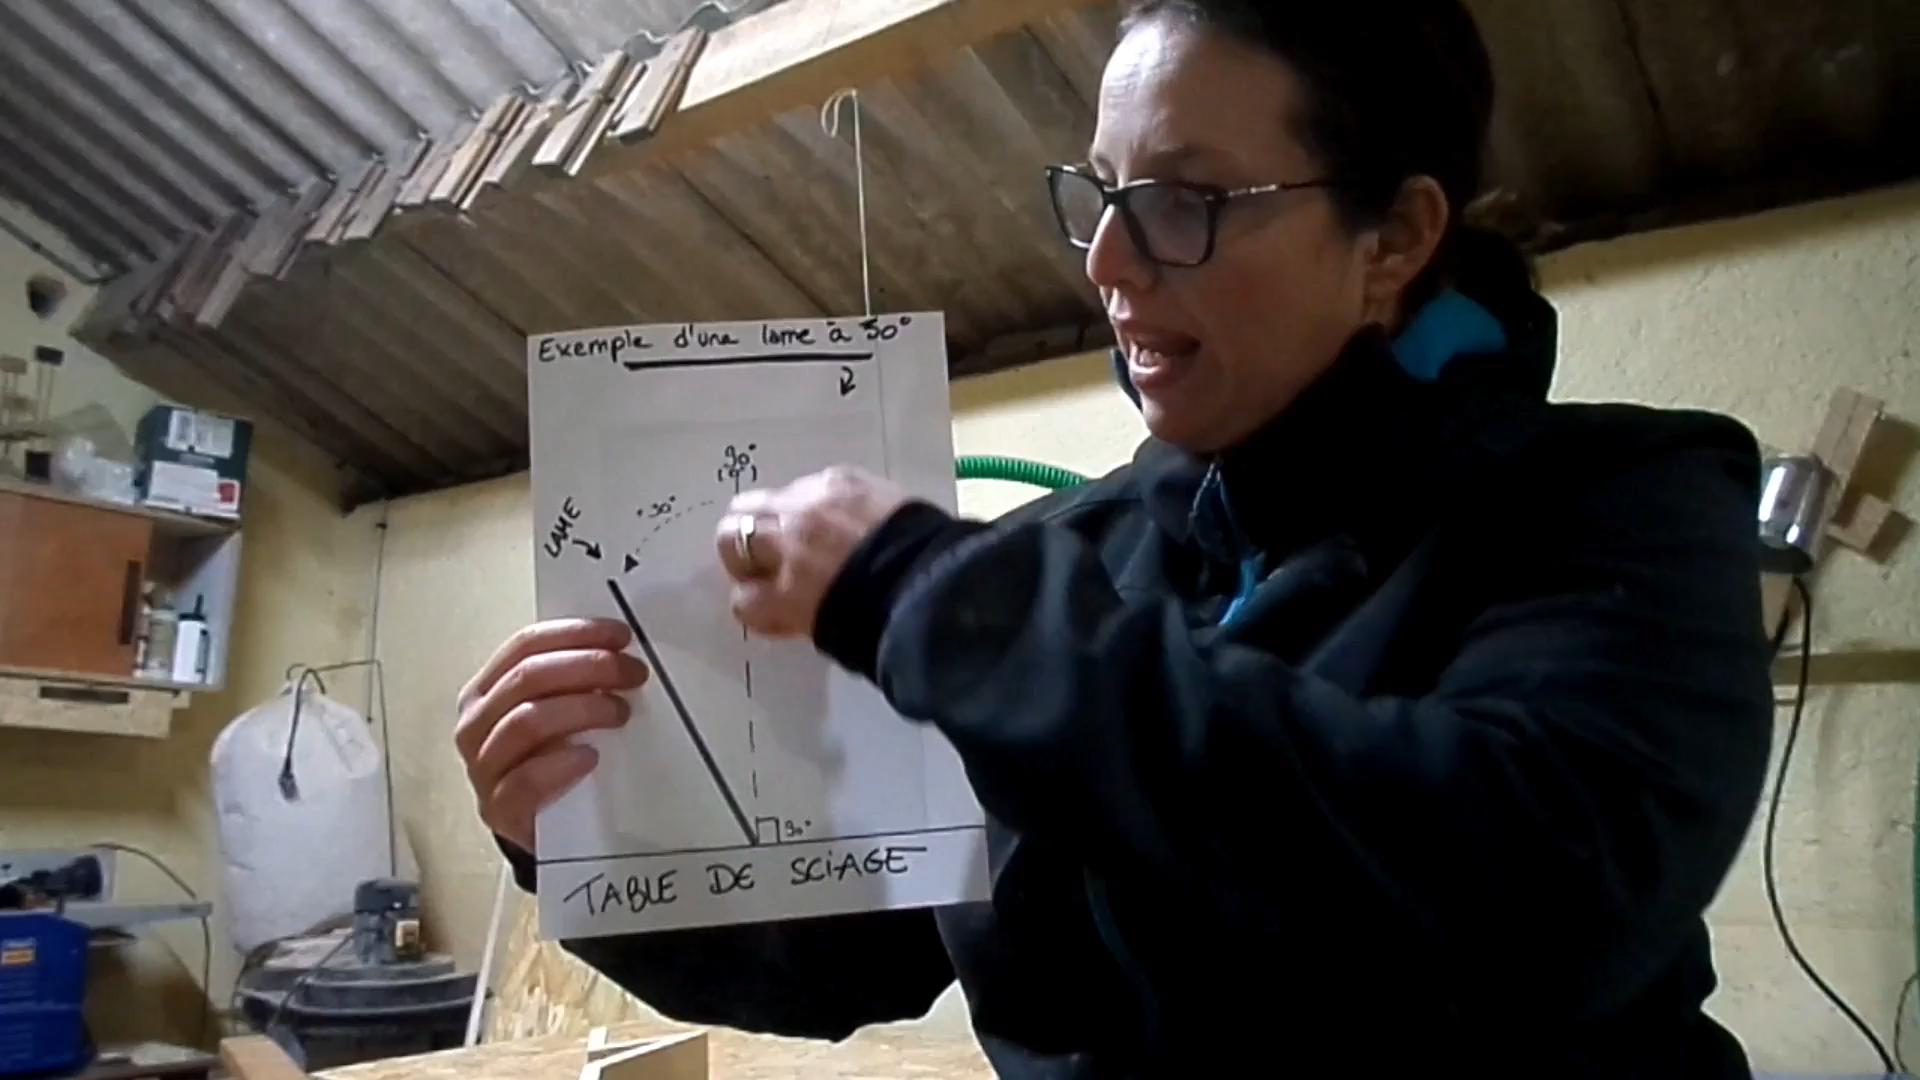 Exemple d'une lame à 30°
90°
(0°)
+30°
LAME
90°
TABLE DE SCIAGE